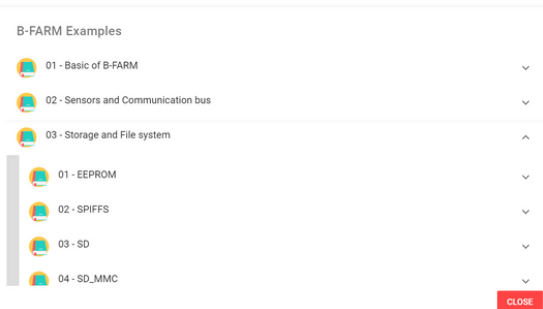 B-FARM Examples
01 - Basic of B-FARM
02 - Sensors and Communication bus
03 - Storage and File system
01 - EEPROM
02 - SPIFFS
03 - SD
04 - SD_MMC
CLOSE